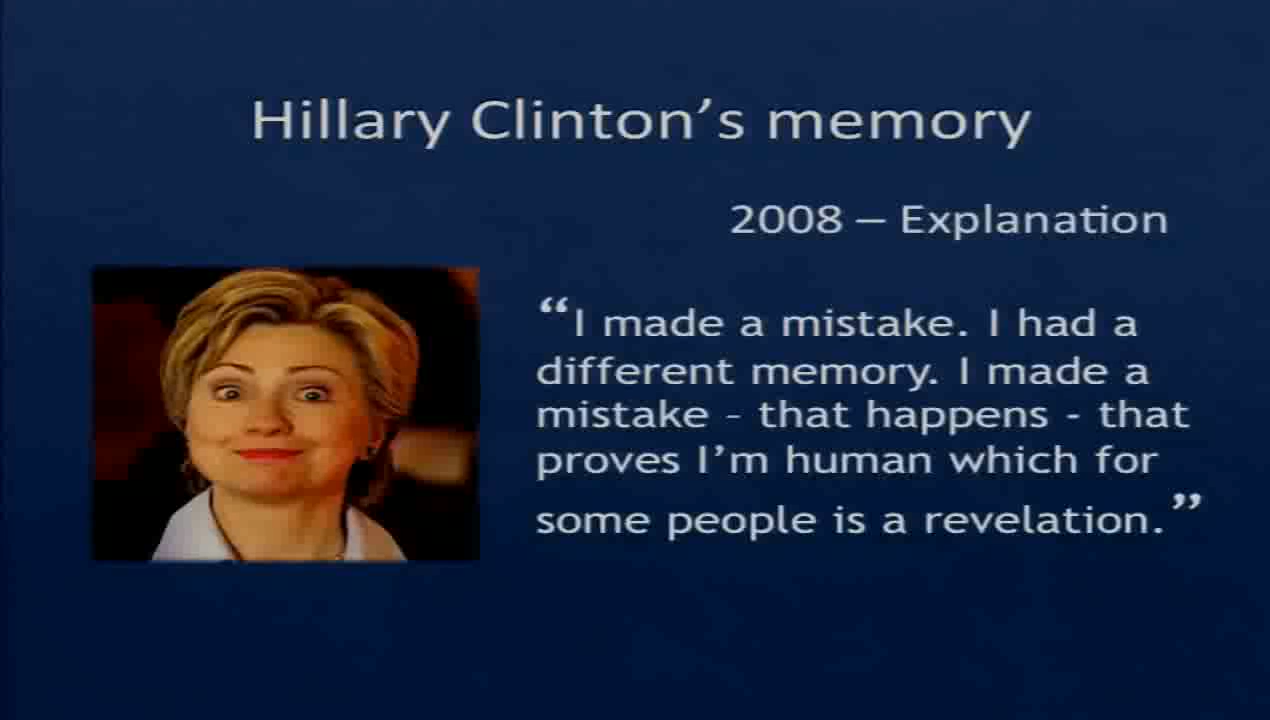 Hillary Clinton’s memory
2008 – Explanation
“I made a mistake. I had a
different memory. I made a
mistake - that happens - that
proves I’m human which for
some people is a revelation.”